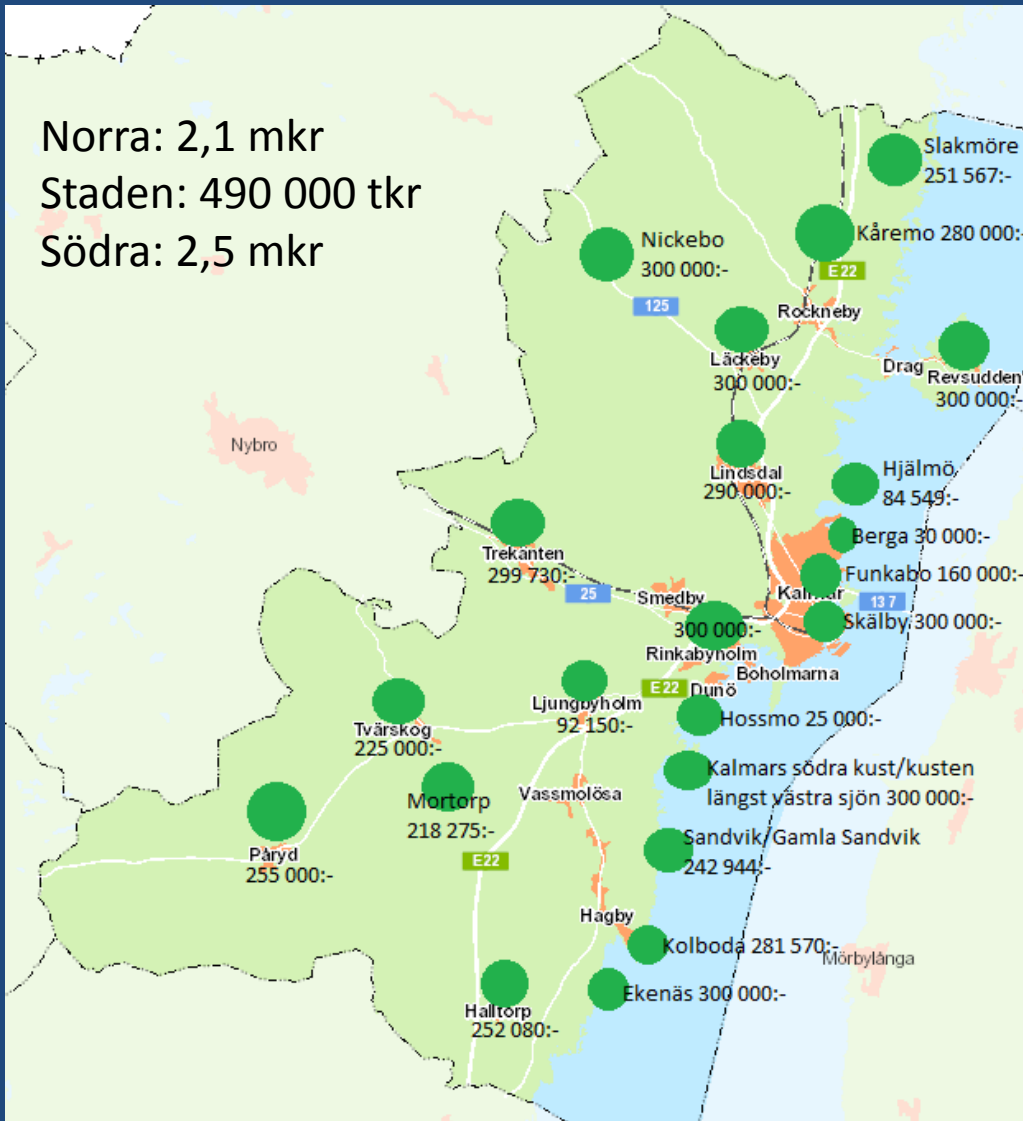 Norra: 2,1 mkr
Staden: 490 000 tkr
Södra: 2,5 mkr
Slakmöre
251 567:-
Kåremo 280 000:-
Nickebo
300 000:-
E 22
125
Rockneby
Läckeby
300 000:-
Drag
Revsudden
300 000:-
Nybro
Lindsdal
290 000:-
Hjälmö
84 549:-
Berga 30 000:-
Trekanten
299 730:-
Funkabo 160 000:-
25
Smedby
Kalmar
137
Skälby 300 000:-
300 000:-
Rinkabyholm
Boholmarna
E 22
Dunö
Ljungbyholm
92 150:-
Hossmo 25 000:-
Tvärskog
225 000:-
Kalmars södra kust/kusten
längst västra sjön 300 000:-
Mortorp
218 275:-
Vassmolösa
Sandvik/Gamla Sandvik
242 944:-
Påryd
255 000:-
E22
Hagby
Kolboda 281 570:-
Mörbylånga
Ekenäs 300 000:-
Halltorp
252 080:-